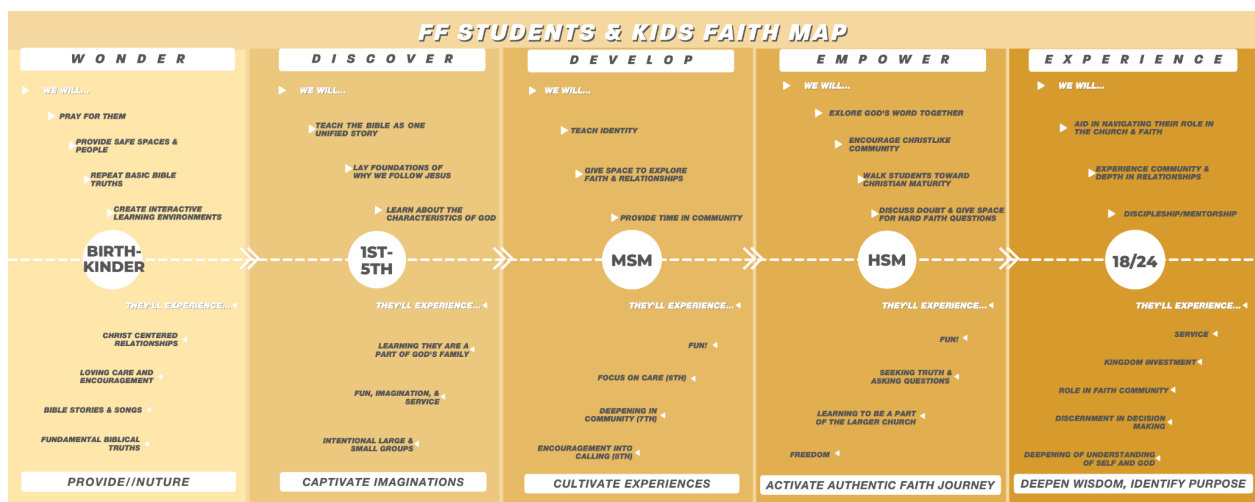 FF STUDENTS & KIDS FAITH MAP
WONDER
WE WILL...
PRAY FOR THEM
PROVIDE SAFE SPACES &
PEOPLE
REPEAT BASIC BIBLE
TRUTHS
CREATE INTERACTIVE
LEARNING ENVIRONMENTS
BIRTH-
KINDER
THEY'LL EXPERIENCE...
CHRIST CENTERED
RELATIONSHIPS
LOVING CARE AND
ENCOURAGEMENT
BIBLE STORIES & SONGS
FUNDAMENTAL BIBLICAL
TRUTHS
PROVIDE//NUTURE
DISCOVER
WE WILL...
TEACH THE BIBLE AS ONE
UNIFIED STORY
LAY FOUNDATIONS OF
WHY WE FOLLOW JESUS
LEARN ABOUT THE
CHARACTERISTICS OF GOD
1ST-
5TH
THEY'LL EXPERIENCE...
LEARNING THEY ARE A
PART OF GOD'S FAMILY
FUN, IMAGINATION, &
SERVICE
INTENTIONAL LARGE &
SMALL GROUPS
CAPTIVATE IMAGINATIONS
DEVELOP
WE WILL...
TEACH IDENTITY
GIVE SPACE TO EXPLORE
FAITH & RELATIONSHIPS
PROVIDE TIME IN COMMUNITY
MSM
THEY'LL EXPERIENCE...
FUN!
FOCUS ON CARE (6TH)
DEEPENING IN
COMMUNITY (7TH)
ENCOURAGEMENT INTO
CALLING (8TH)
CULTIVATE EXPERIENCES
EMPOWER
WE WILL...
EXLORE GOD'S WORD TOGETHER
ENCOURAGE CHRISTLIKE
COMMUNITY
WALK STUDENTS TOWARD
CHRISTIAN MATURITY
DISCUSS DOUBT & GIVE SPACE
FOR HARD FAITH QUESTIONS
HSM
THEY'LL EXPERIENCE...
FUN!
SEEKING TRUTH &
ASKING QUESTIONS
LEARNING TO BE A PART
OF THE LARGER CHURCH
FREEDOM
ACTIVATE AUTHENTIC FAITH JOURNEY
EXPERIENCE
WE WILL...
AID IN NAVIGATING THEIR ROLE IN
THE CHURCH & FAITH
EXPERIENCE COMMUNITY &
DEPTH IN RELATIONSHIPS
DISCIPLESHIP/MENTORSHIP
18/24
THEY'LL EXPERIENCE...
SERVICE
KINGDOM INVESTMENT
ROLE IN FAITH COMMUNITY
DISCERNMENT IN DECISION
MAKING
DEEPENING OF UNDERSTANDING
OF SELF AND GOD
DEEPEN WISDOM, IDENTIFY PURPOSE